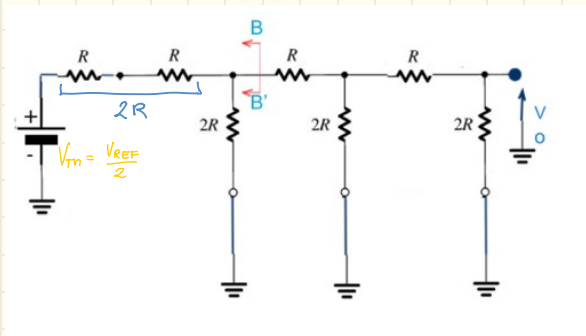 B
R R R R
B'
2R
2R 2R 2R
+
-
V_Th = V_REF/2
V
o